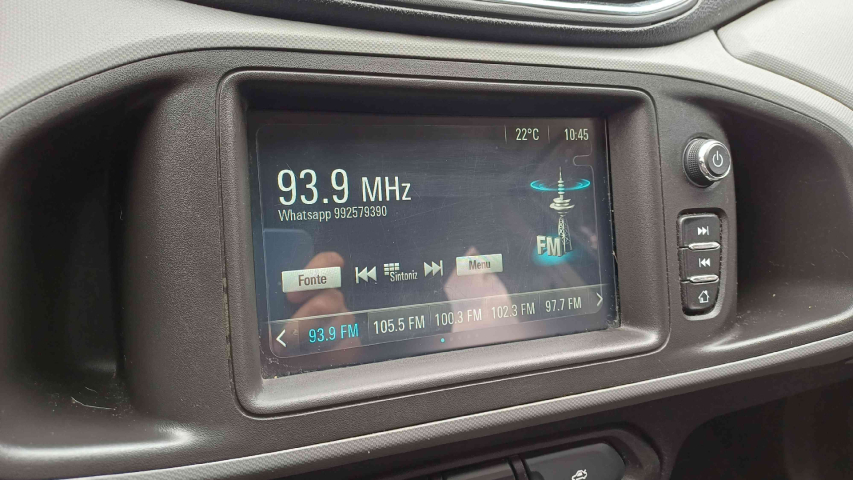 22°C 10:45
93.9 MHz
Whatsapp 992579390
FM
Fonte Sintoniz Menu
93.9 FM 105.5 FM 100.3 FM 102.3 FM 97.7 FM